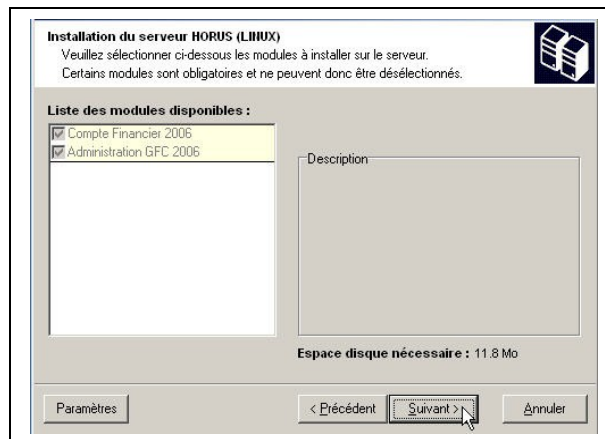 Installation du serveur HORUS (LINUX)
Veuillez sélectionner ci-dessous les modules à installer sur le serveur.
Certains modules sont obligatoires et ne peuvent donc être désélectionnés.
Liste des modules disponibles :
Compte Financier 2006
Administration GFC 2006
Description
Espace disque nécessaire : 11.8 Mo
Paramètres
< Précédent
Suivant >
Annuler